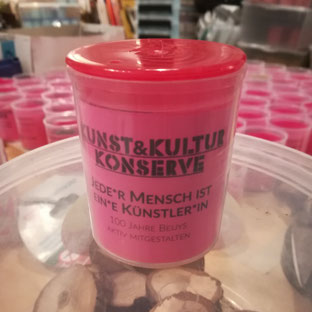 KUNST&KULTUR
KONSERVE
JEDE*R MENSCH IST
EIN*E KÜNSTLER*IN
100 JAHRE BEUYS
AKTIV MITGESTALTEN